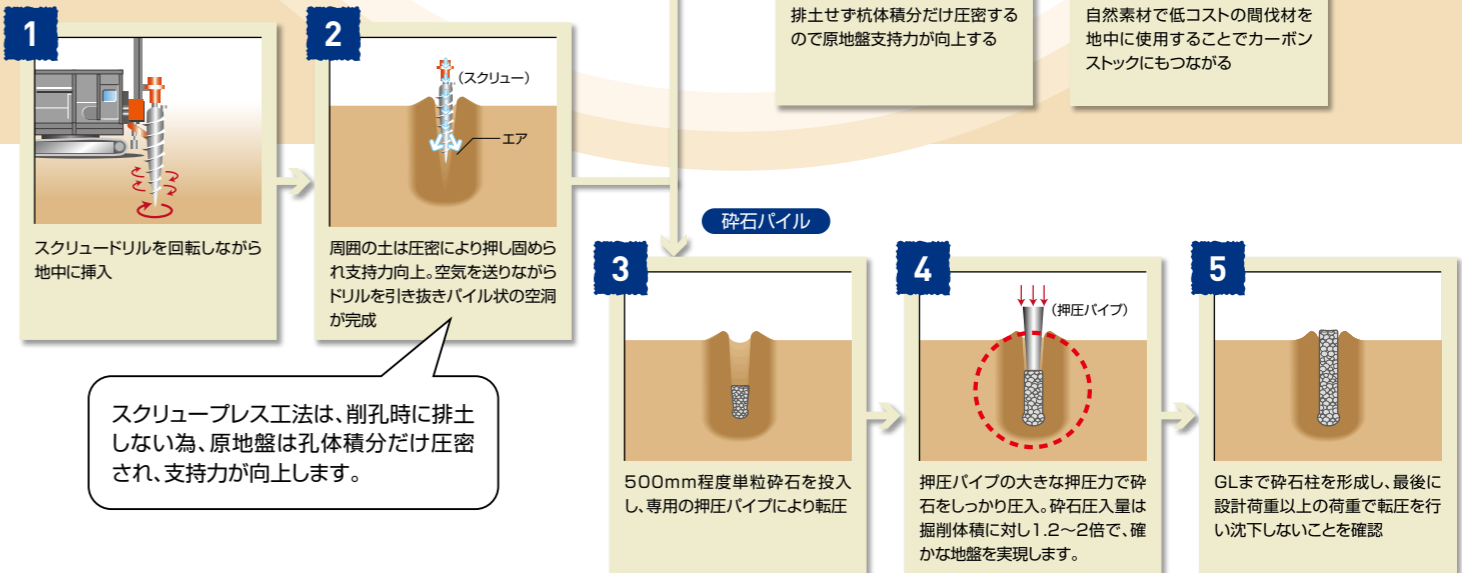 排土せず杭体積分だけ圧密する
ので原地盤支持力が向上する
自然素材で低コストの間伐材を
地中に使用することでカーボン
ストックにもつながる
1
スクリュードリルを回転しながら
地中に挿入
2
(スクリュー)
エア
周囲の土は圧密により押し固めら
れ支持力向上。空気を送りながら
ドリルを引き抜きパイル状の空洞
が完成
スクリュープレス工法は、削孔時に排土
しない為、原地盤は孔体積分だけ圧密
され、支持力が向上します。
砕石パイル
3
500mm程度単粒砕石を投入
し、専用の押圧パイプにより転圧
4
(押圧パイプ)
押圧パイプの大きな押圧力で砕
石をしっかり圧入。砕石圧入量は
掘削体積に対し1.2～2倍で、確
かな地盤を実現します。
5
GLまで砕石柱を形成し、最後に
設計荷重以上の荷重で転圧を行
い沈下しないことを確認